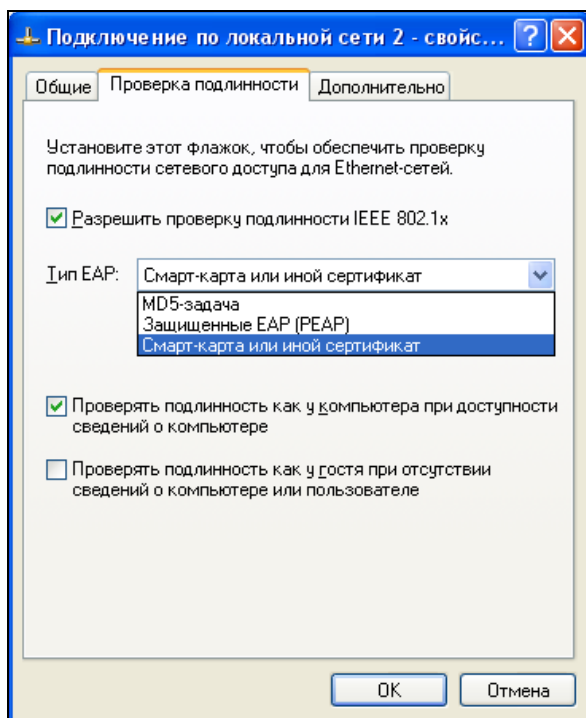 Подключение по локальной сети 2 - свойс...
Общие
Проверка подлинности
Дополнительно
Установите этот флажок, чтобы обеспечить проверку
подлинности сетевого доступа для Ethernet-сетей.
Разрешить проверку подлинности IEEE 802.1x
Тип EAP:
Смарт-карта или иной сертификат
MD5-задача
Защищенные EAP (PEAP)
Смарт-карта или иной сертификат
Проверять подлинность как у компьютера при доступности
сведений о компьютере
Проверять подлинность как у гостя при отсутствии
сведений о компьютере или пользователе
ОК
Отмена